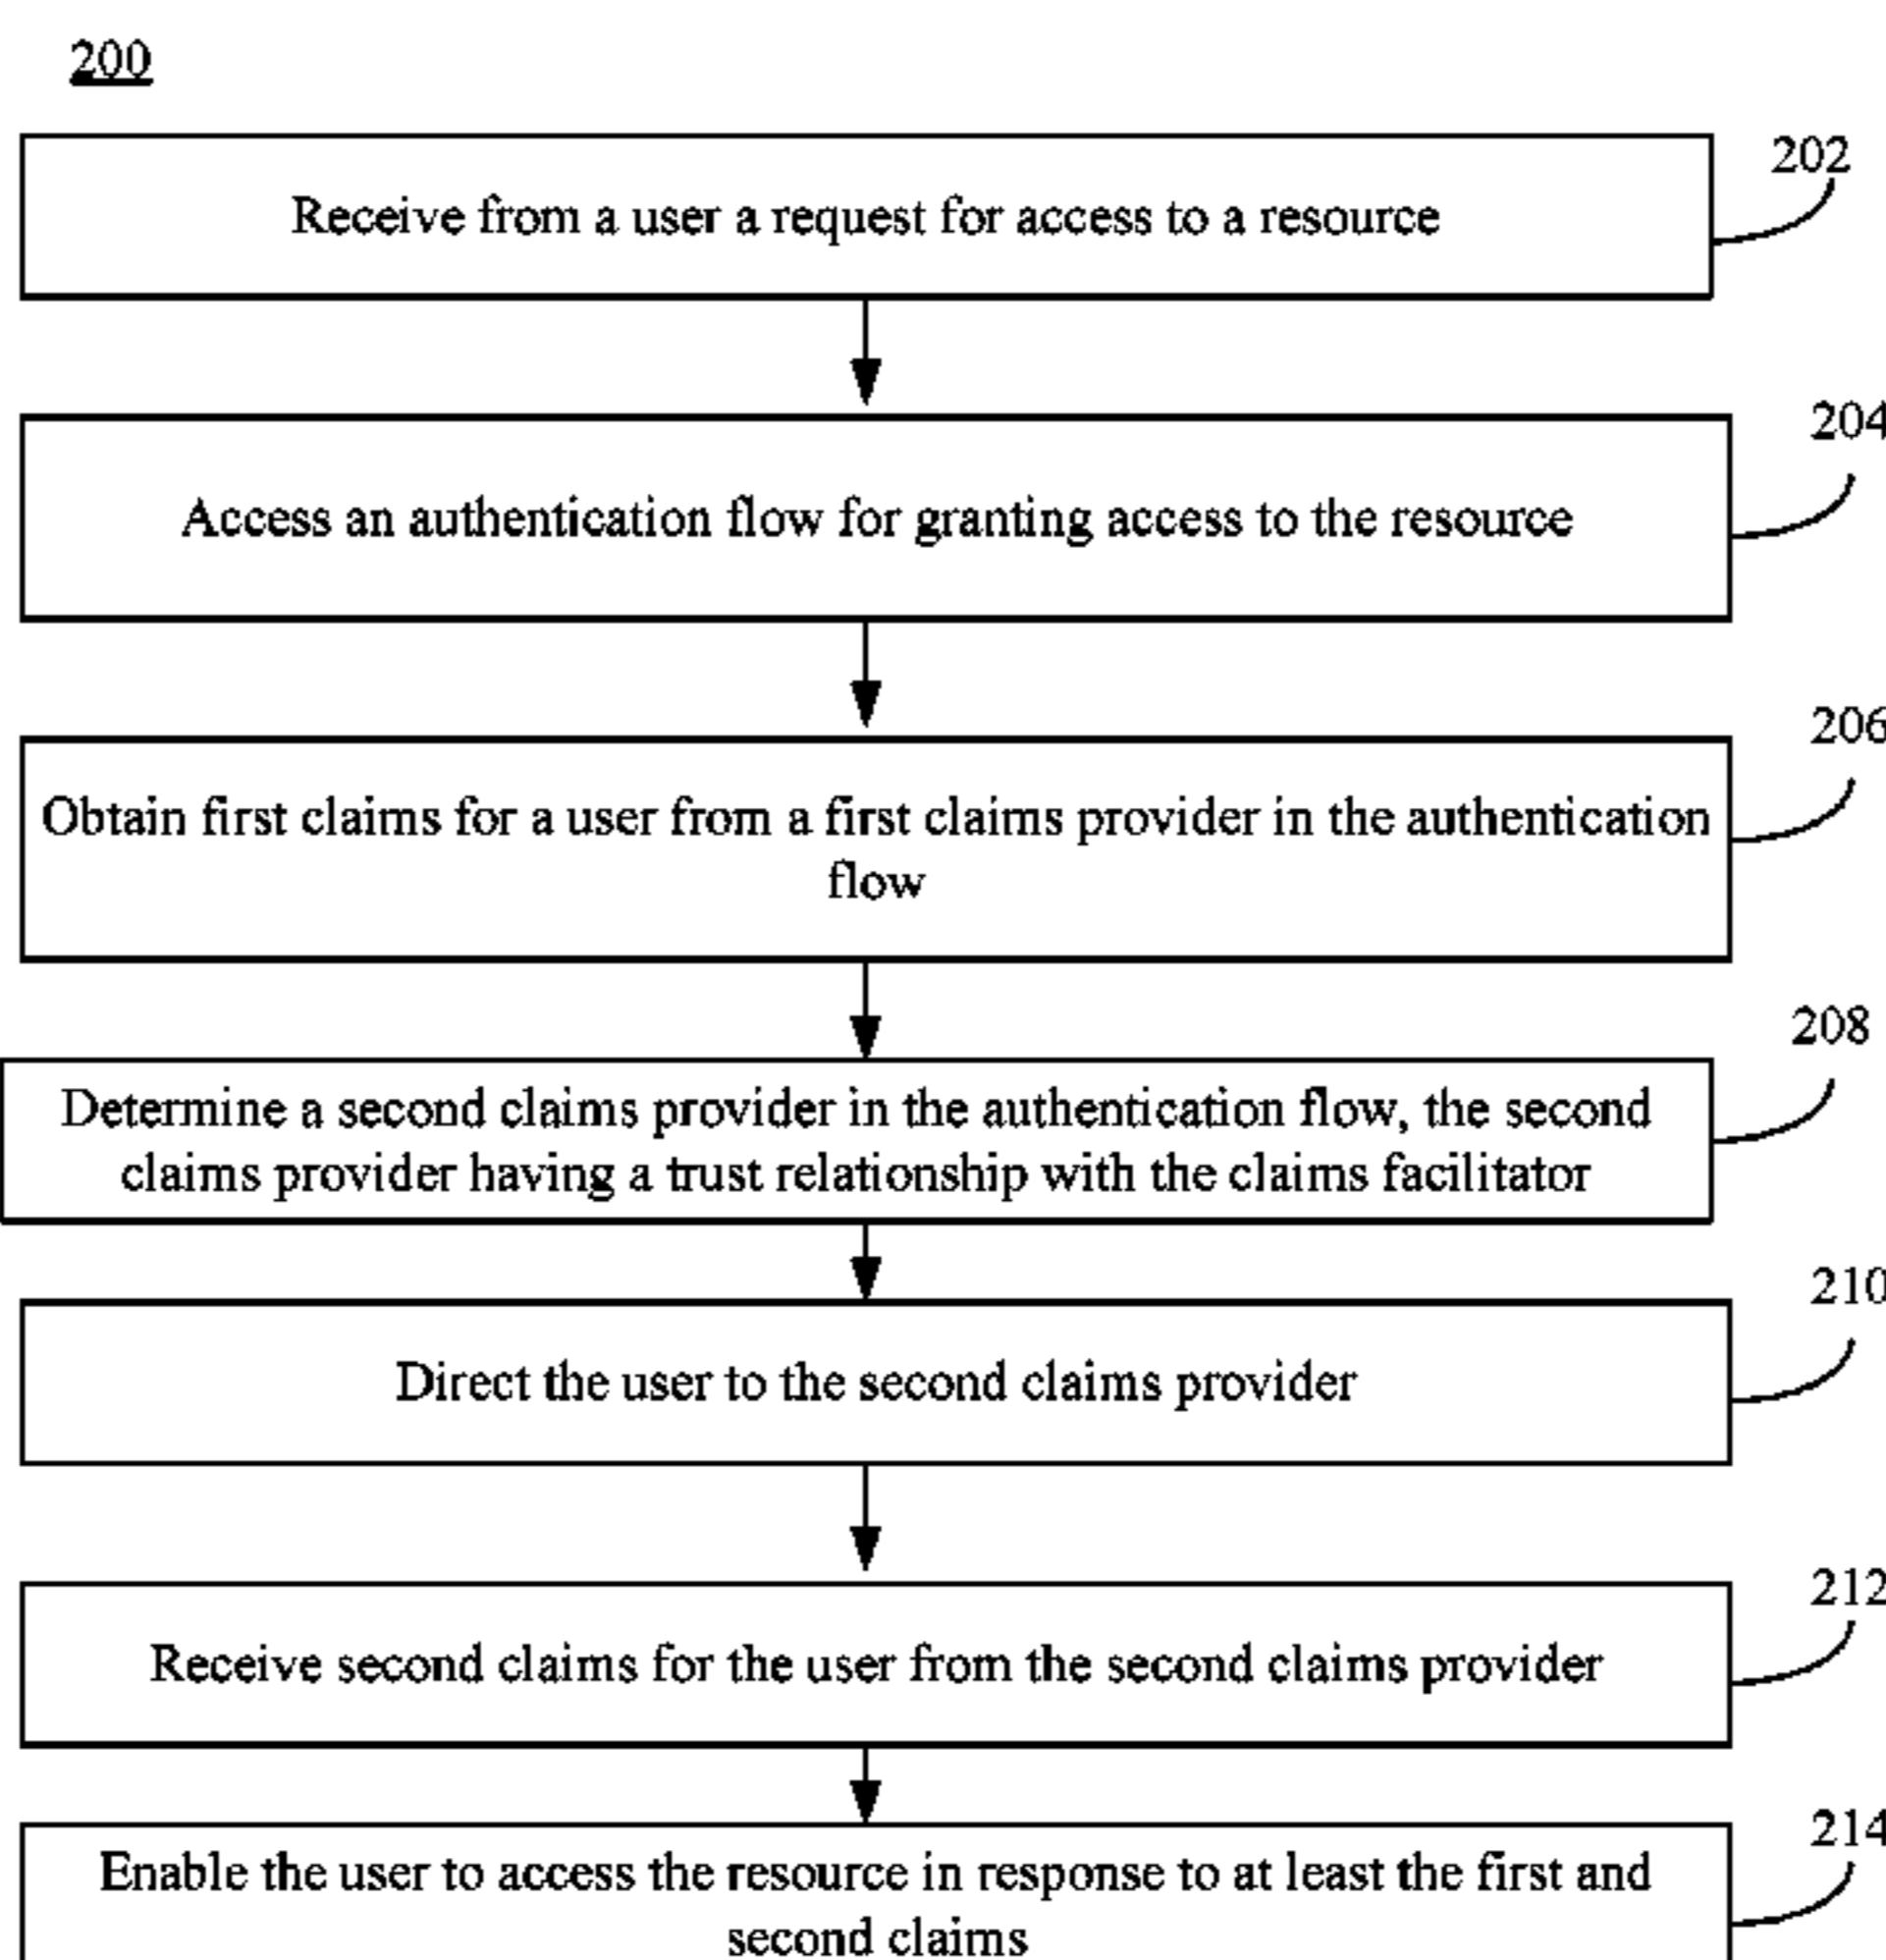 200
202
Receive from a user a request for access to a resource
204
Access an authentication flow for granting access to the resource
206
Obtain first claims for a user from a first claims provider in the authentication
flow
208
Determine a second claims provider in the authentication flow, the second
claims provider having a trust relationship with the claims facilitator
210
Direct the user to the second claims provider
212
Receive second claims for the user from the second claims provider
214
Enable the user to access the resource in response to at least the first and
second claims